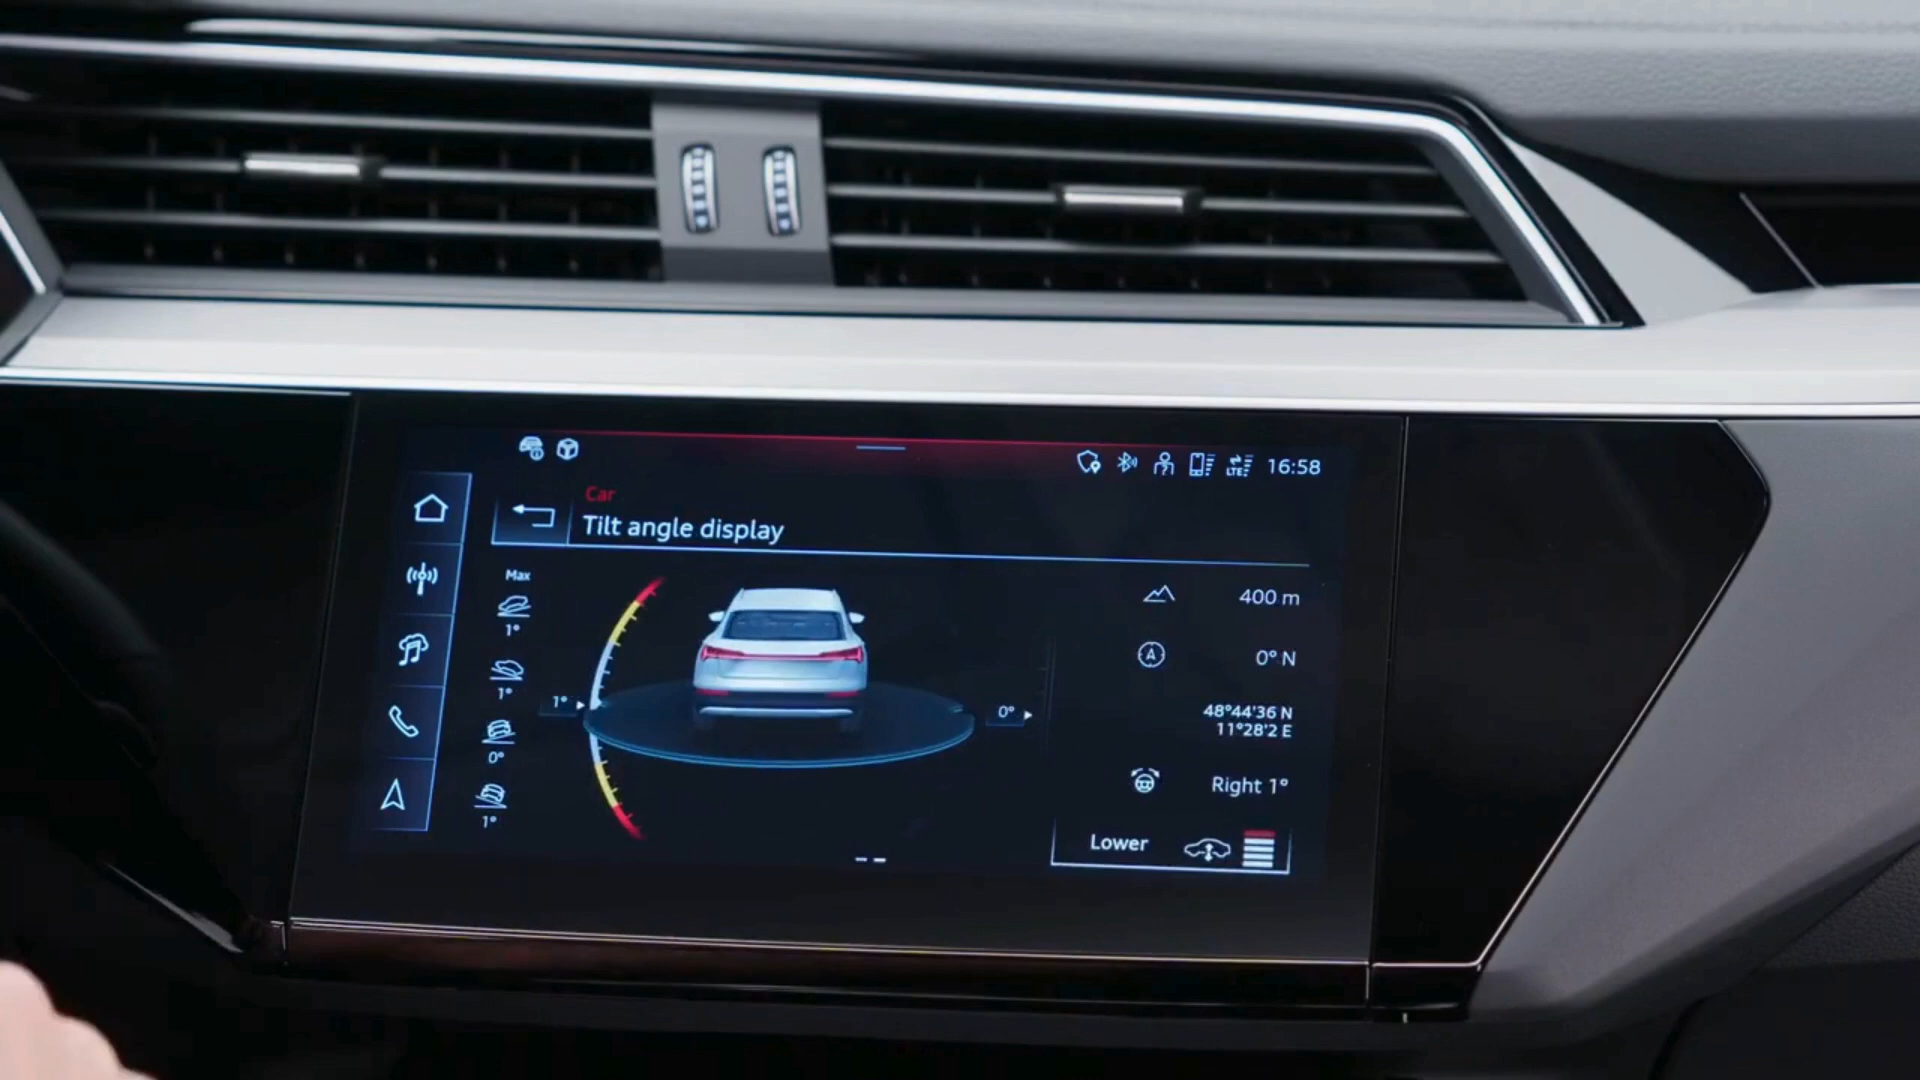 LTE 16:58
Car
Tilt angle display
Max
1°
1°
0°
1°
1°
0°
400 m
A 0° N
48°44'36 N
11°28'2 E
Right 1°
Lower